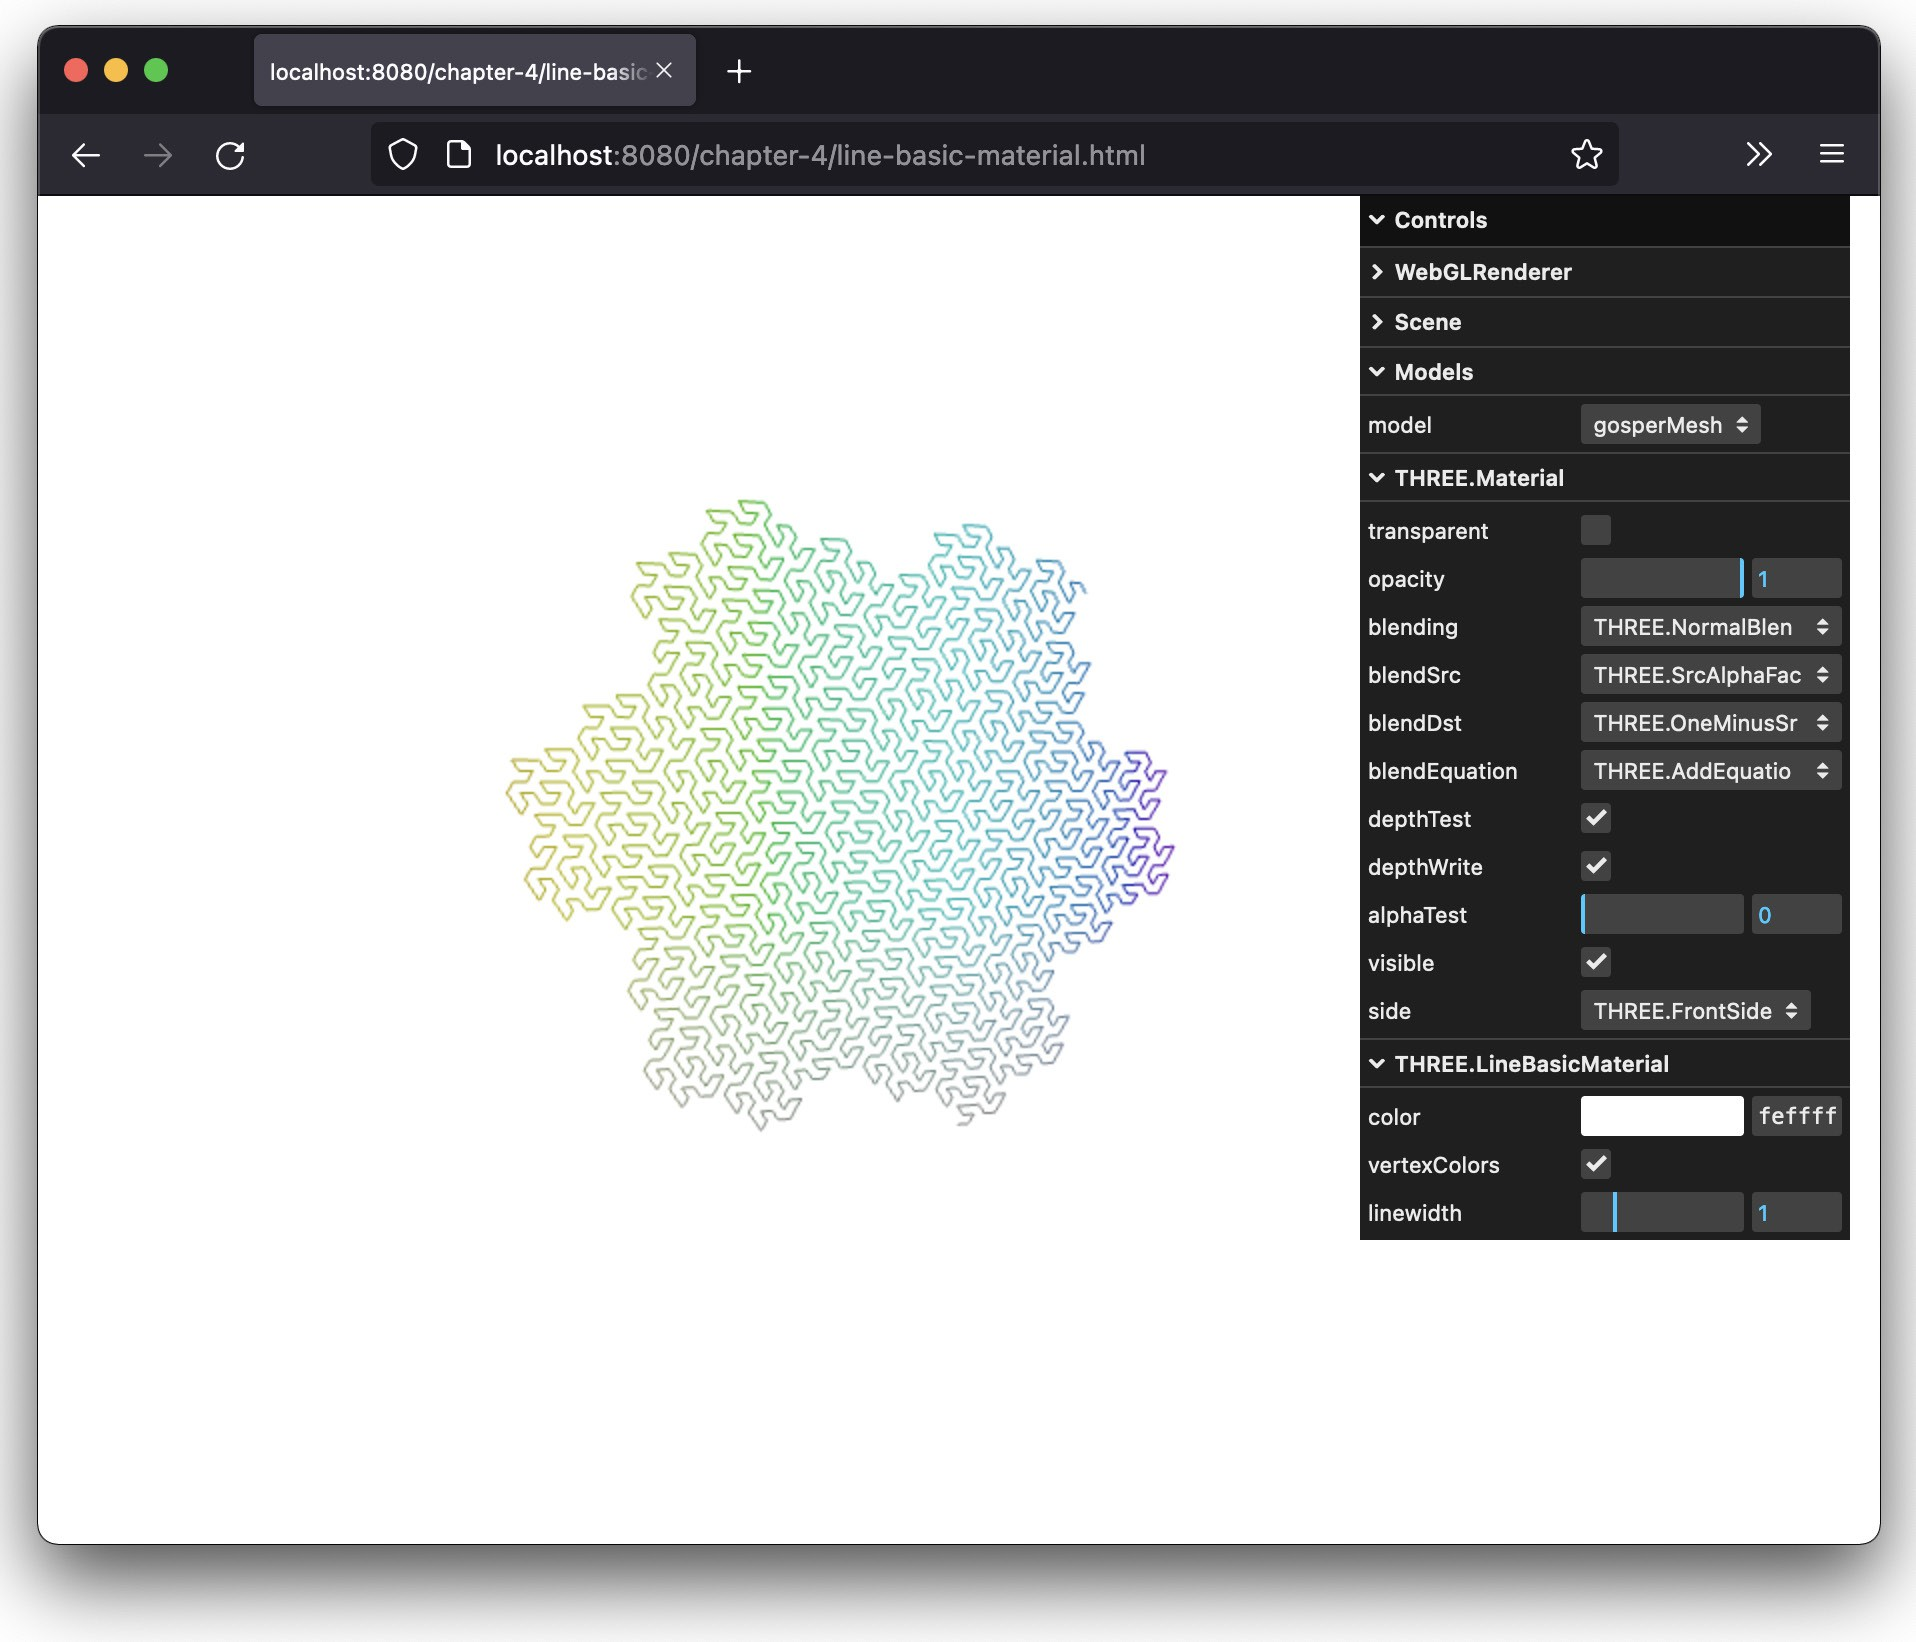 localhost:8080/chapter-4/line-basic
localhost:8080/chapter-4/line-basic-material.html
Controls
WebGLRenderer
Scene
Models
model gosperMesh
THREE.Material
transparent
opacity 1
blending THREE.NormalBlen
blendSrc THREE.SrcAlphaFac
blendDst THREE.OneMinusSr
blendEquation THREE.AddEquatio
depthTest
depthWrite
alphaTest 0
visible
side THREE.FrontSide
THREE.LineBasicMaterial
color feffff
vertexColors
linewidth 1